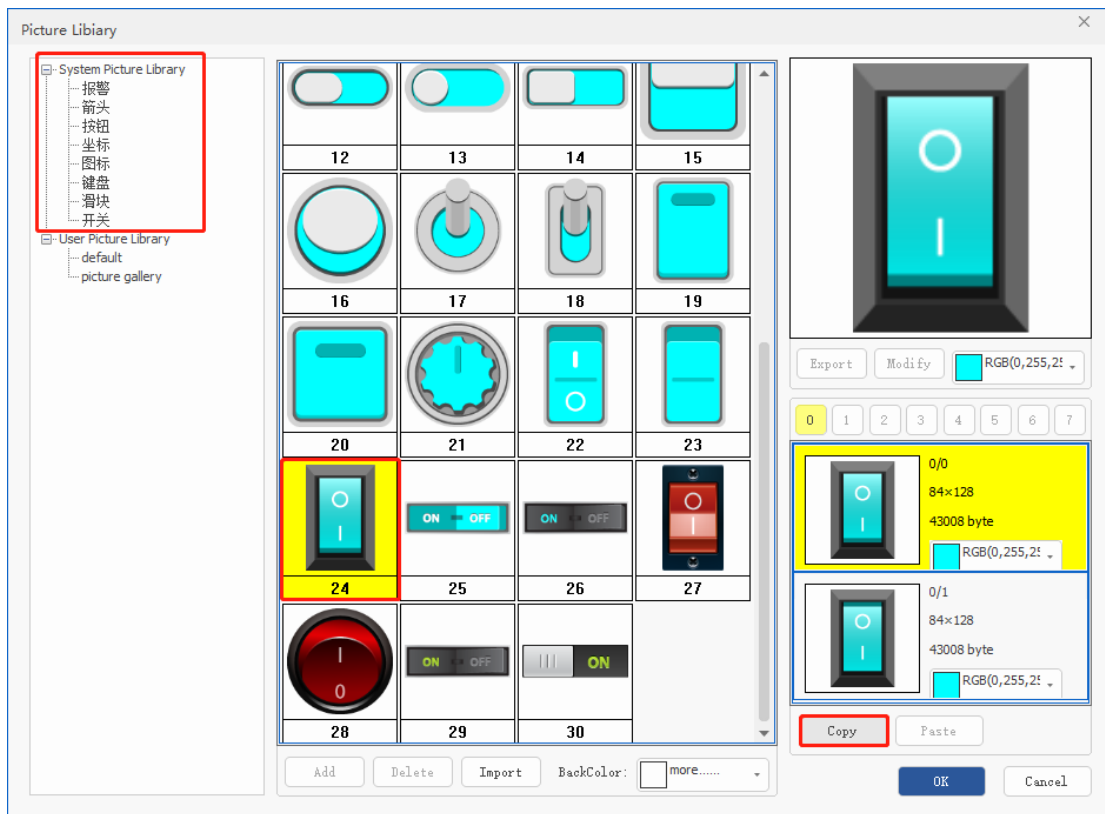 Picture Libiary
System Picture Library
报警
箭头
按钮
坐标
图标
键盘
滑块
开关
User Picture Library
default
picture gallery
12 13 14 15
16 17 18 19
20 21 22 23
ON OFF ON OFF
24 25 26 27
I
0
ON OFF ON
28 29 30
Add Delete Import BackColor: more......
Export Modify RGB(0,255,25
0 1 2 3 4 5 6 7
0/0
84×128
43008 byte
RGB(0,255,25
0/1
84×128
43008 byte
RGB(0,255,25
Copy Paste
OK Cancel